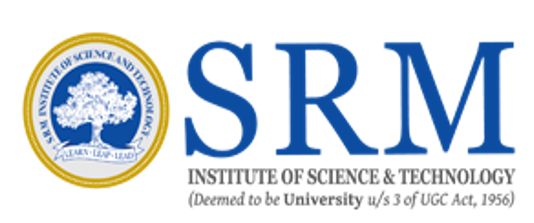 S.R.M. INSTITUTE OF SCIENCE AND TECHNOLOGY
LEARN - LEAP - LEAD
SRM
INSTITUTE OF SCIENCE & TECHNOLOGY
(Deemed to be University u/s 3 of UGC Act, 1956)